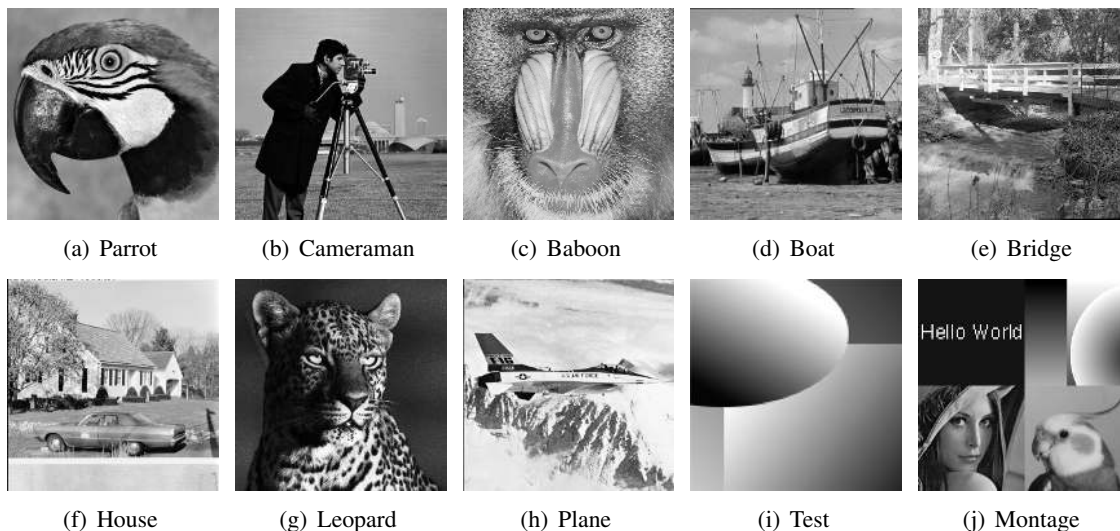 (a) Parrot
(b) Cameraman
(c) Baboon
(d) Boat
(e) Bridge
Hello World
(f) House
(g) Leopard
(h) Plane
(i) Test
(j) Montage